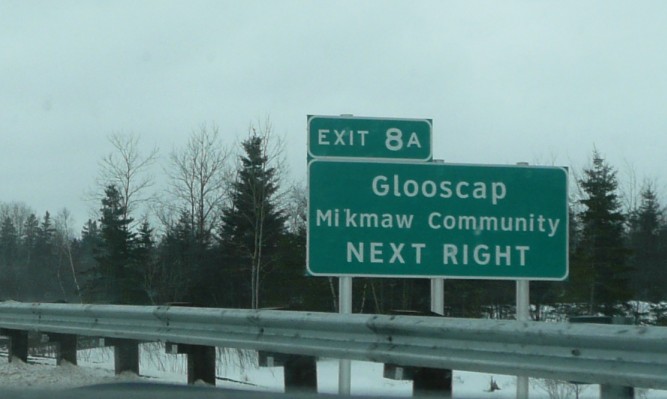 EXIT 8A
Glooscap
Mi'kmaw Community
NEXT RIGHT